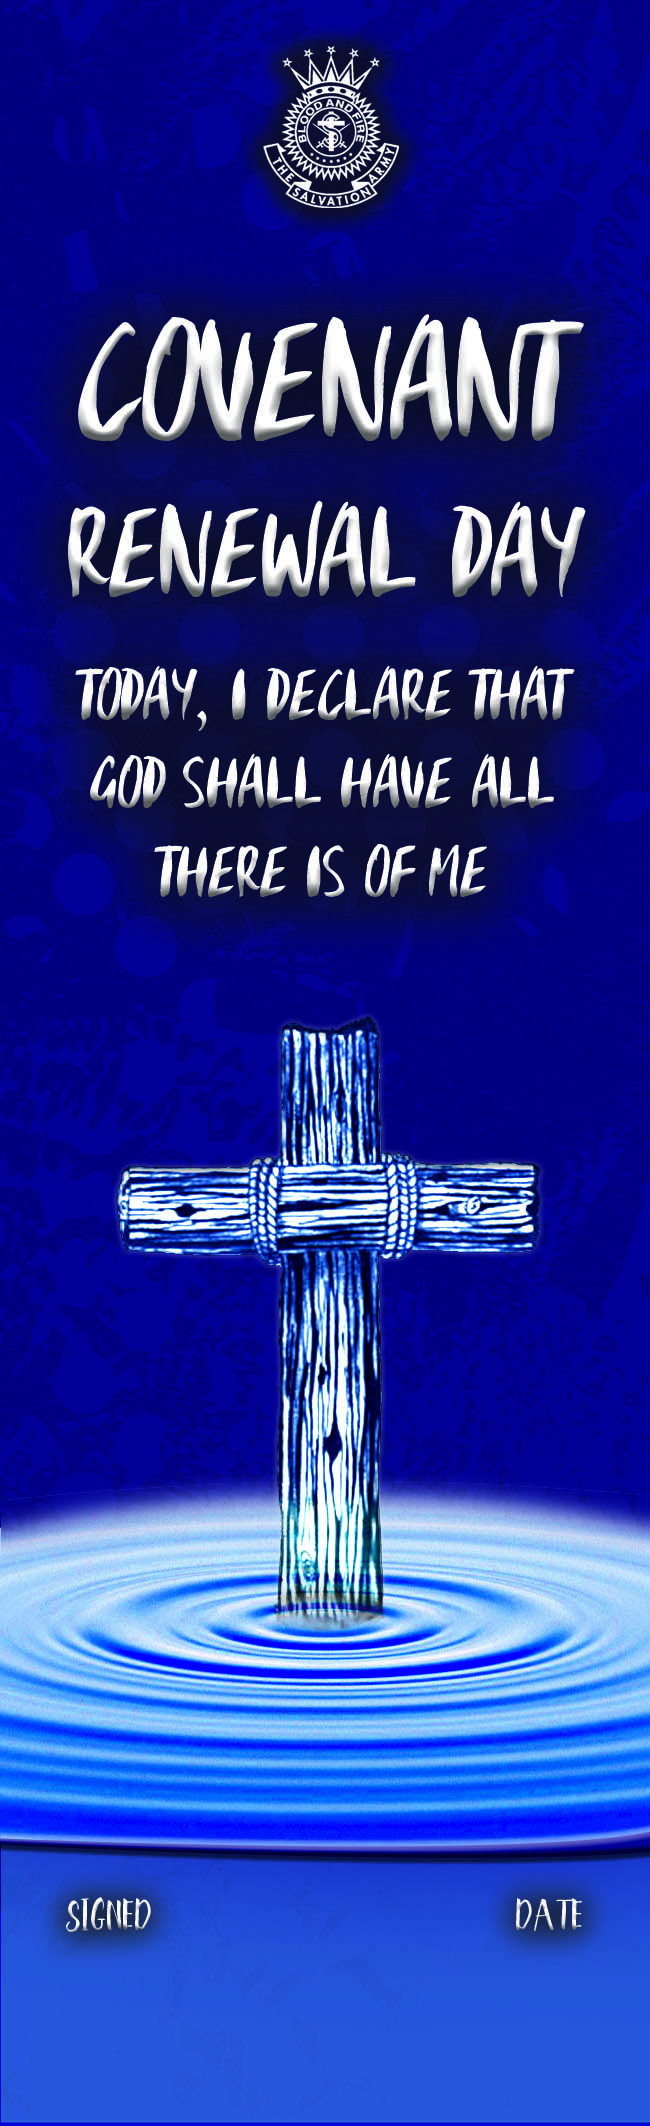 BLOOD AND FIRE
S
THE SALVATION ARMY
COVENANT
RENEWAL DAY
TODAY, I DECLARE THAT
GOD SHALL HAVE ALL
THERE IS OF ME
SIGNED DATE